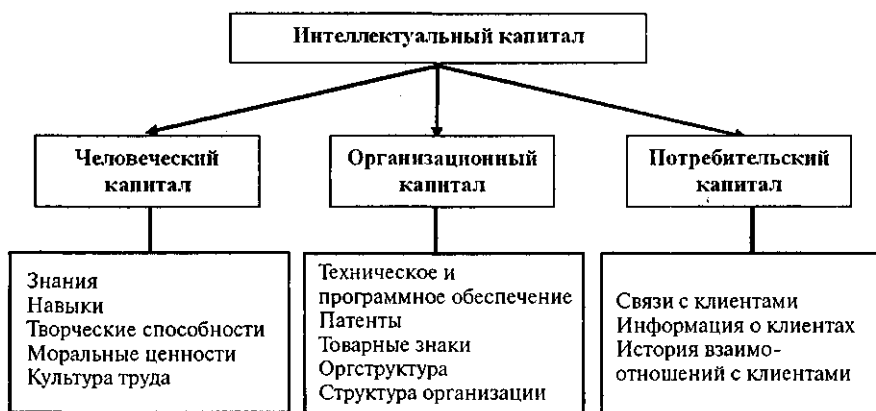 Интеллектуальный капитал
Человеческий
капитал
Организационный
капитал
Потребительский
капитал
Знания
Навыки
Творческие способности
Моральные ценности
Культура труда
Техническое и
программное обеспечение
Патенты
Товарные знаки
Оргструктура
Структура организации
Связи с клиентами
Информация о клиентах
История взаимо-
отношений с клиентами